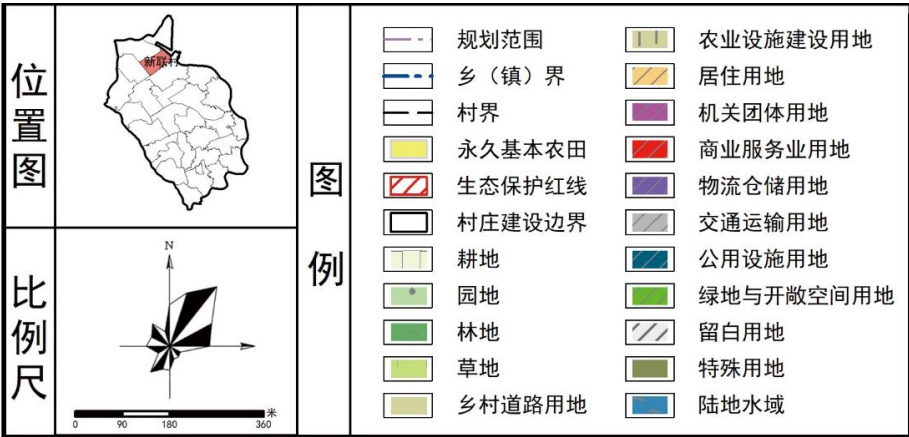 位置图
新联村
比例尺
N
0 90 180 360 米
图例
规划范围
乡（镇）界
村界
永久基本农田
生态保护红线
村庄建设边界
耕地
园地
林地
草地
乡村道路用地
农业设施建设用地
居住用地
机关团体用地
商业服务业用地
物流仓储用地
交通运输用地
公用设施用地
绿地与开敞空间用地
留白用地
特殊用地
陆地水域